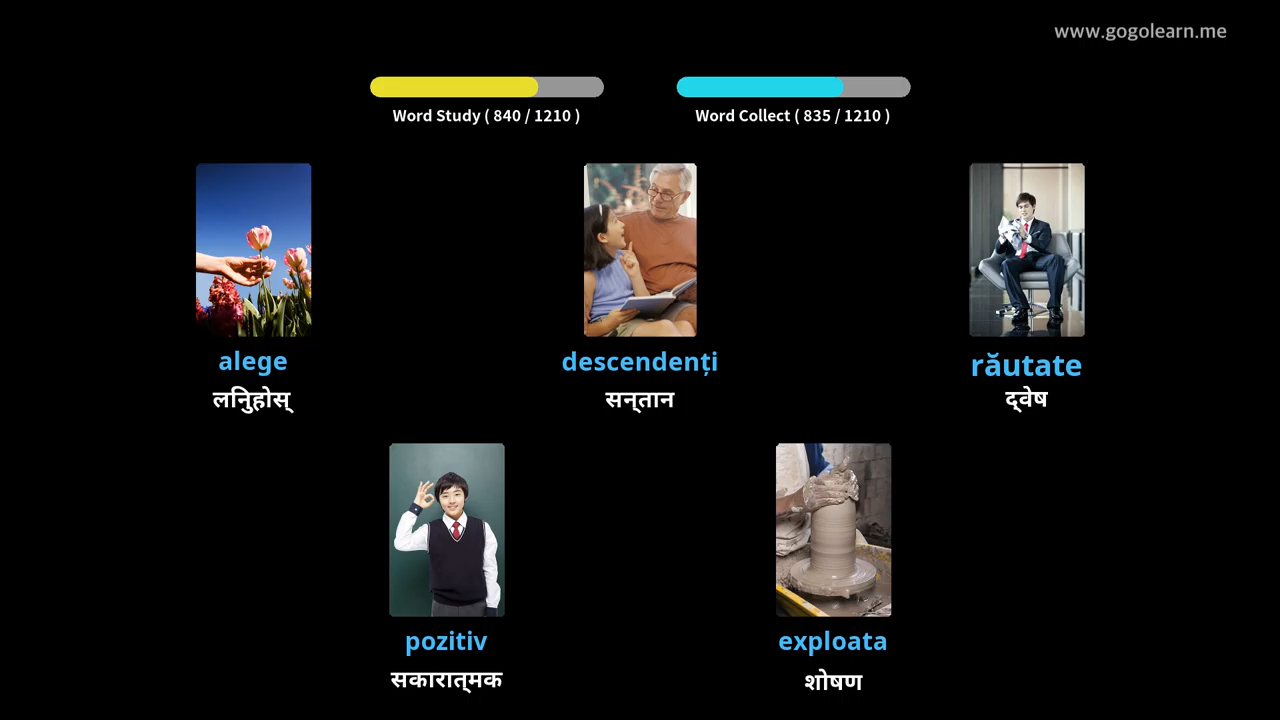 www.gogolearn.me
Word Study ( 840 / 1210 )
Word Collect ( 835 / 1210 )
alege
लिनुहोस्
descendenți
सन्तान
răutate
द्वेष
pozitiv
सकारात्मक
exploata
शोषण